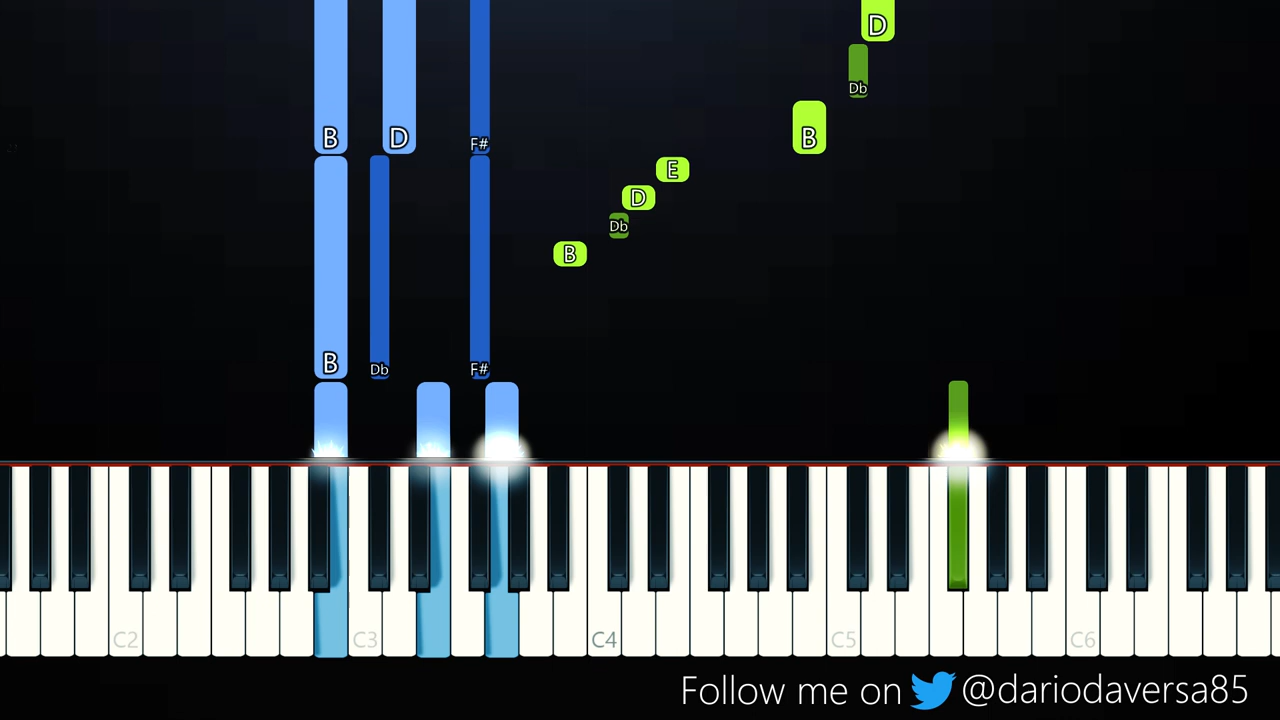 D
Db
B D F# B
E
D
Db
B
B Db F#
C2 C3 C4 C5 C6
Follow me on @dariodaversa85